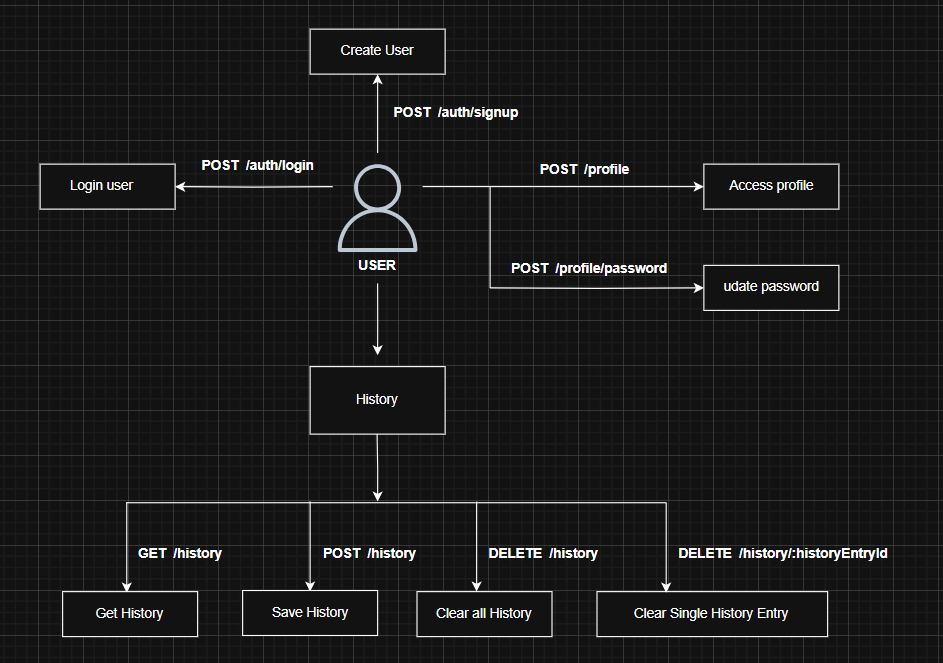 Create User
POST /auth/signup
POST /auth/login
POST /profile
Login user
Access profile
USER
POST /profile/password
udate password
History
GET /history
POST /history
DELETE /history
DELETE /history/:historyEntryId
Get History
Save History
Clear all History
Clear Single History Entry